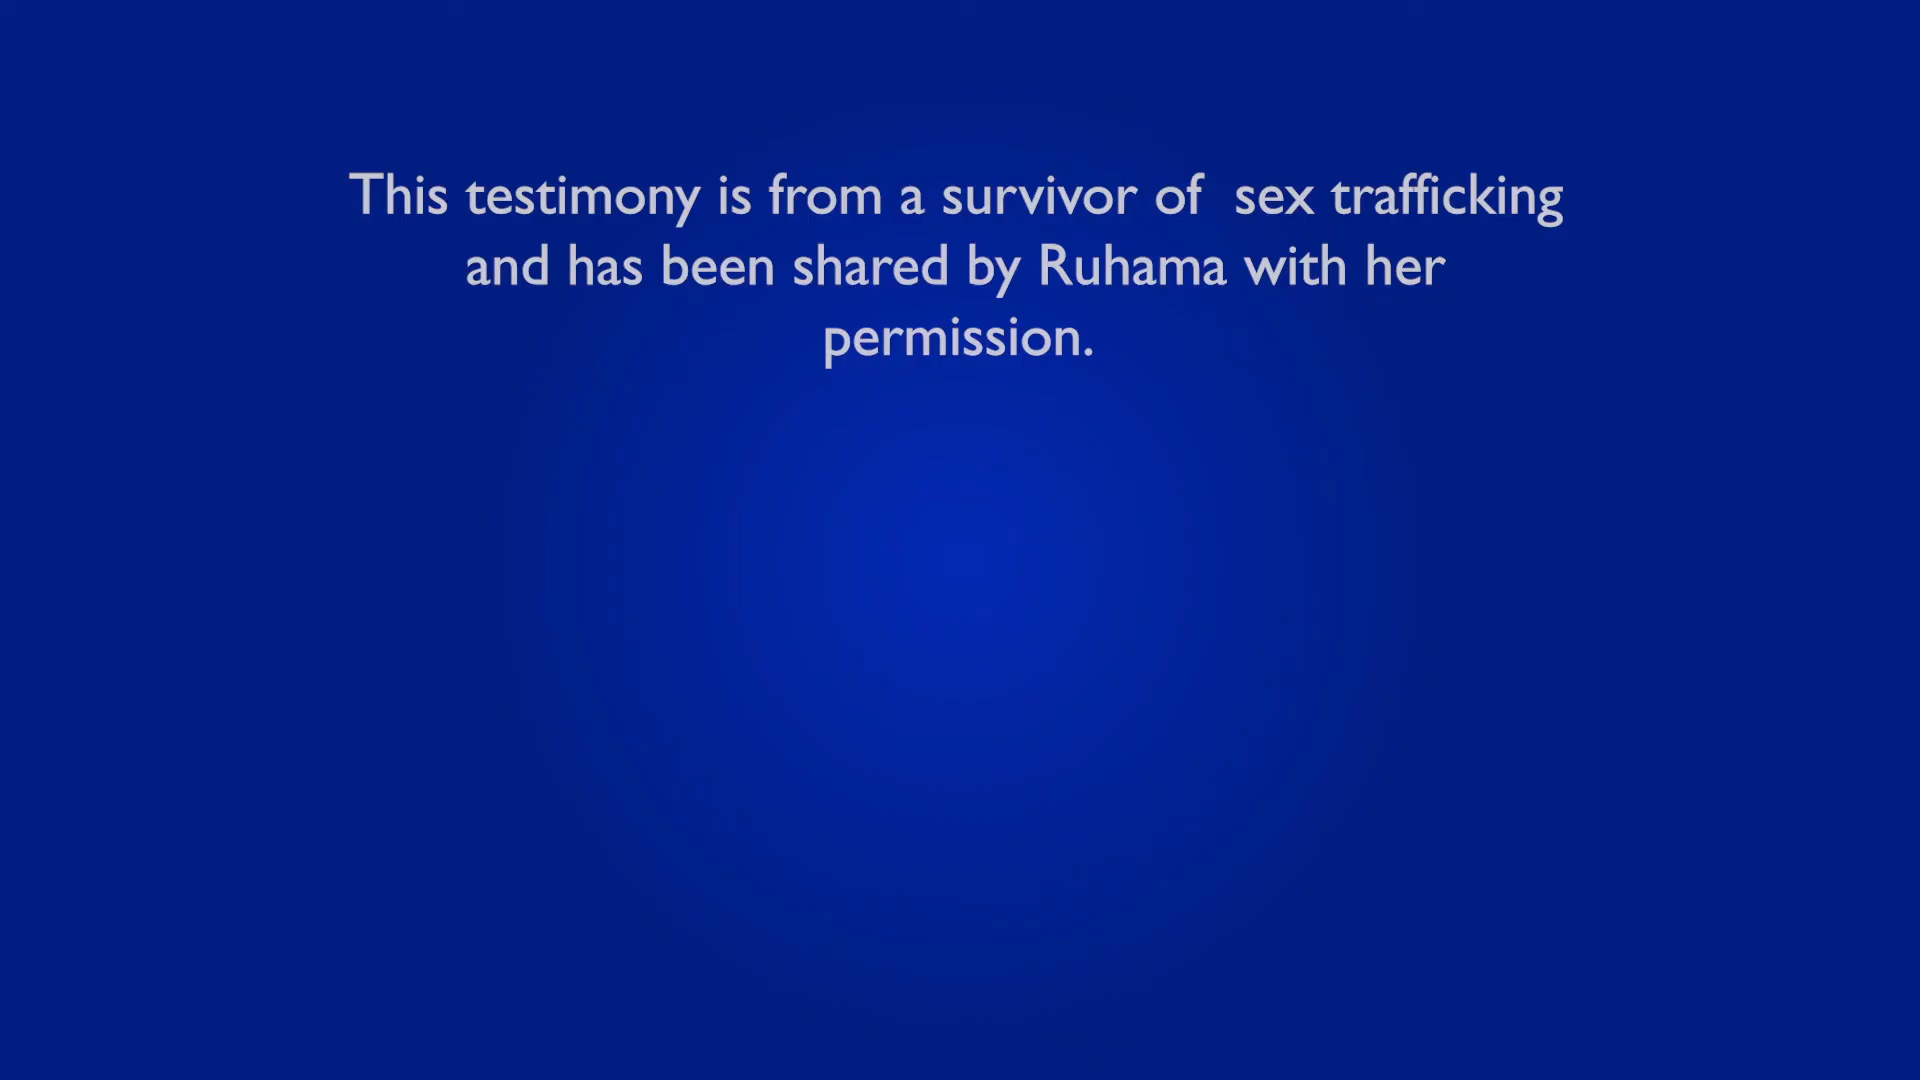 This testimony is from a survivor of  sex trafficking
and has been shared by Ruhama with her
permission.